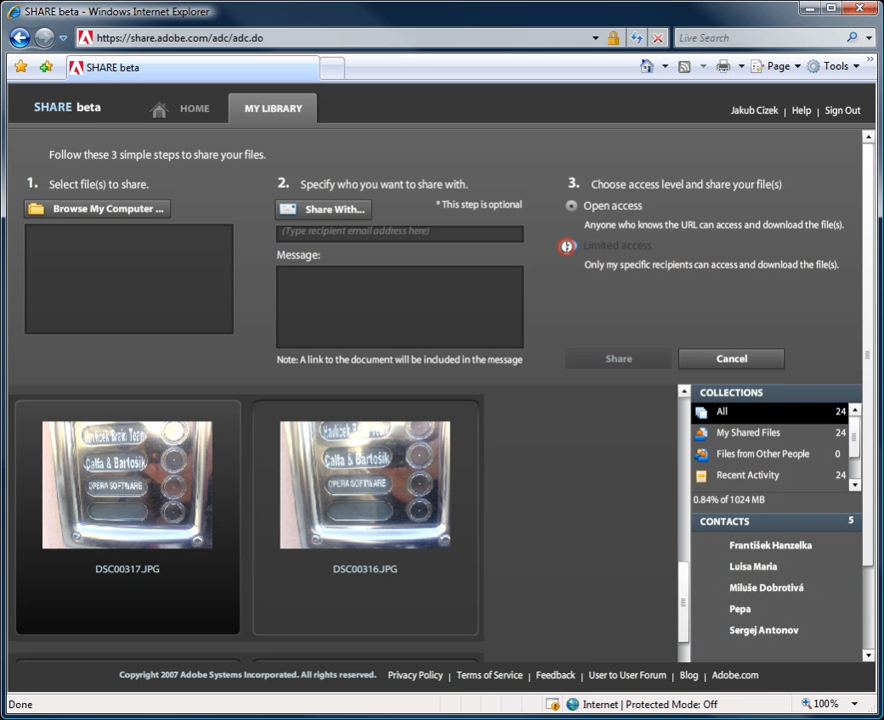 SHARE beta - Windows Internet Explorer
https://share.adobe.com/adc/adc.do
Live Search
SHARE beta
Page
Tools
SHARE beta
HOME
MY LIBRARY
Jakub Cizek | Help | Sign Out
Follow these 3 simple steps to share your files.
1. Select file(s) to share.
Browse My Computer ...
2. Specify who you want to share with.
Share With...
* This step is optional
(Type recipient email address here)
Message:
Note: A link to the document will be included in the message
3. Choose access level and share your file(s)
Open access
Anyone who knows the URL can access and download the file(s).
Limited access
Only my specific recipients can access and download the file(s).
Share
Cancel
Calfa & Bartošík
OPERA SOFTWARE
DSC00317.JPG
Calfa & Bartošík
OPERA SOFTWARE
DSC00316.JPG
COLLECTIONS
All 24
My Shared Files 24
Files from Other People 0
Recent Activity 24
0.84% of 1024 MB
CONTACTS 5
František Hanzelka
Luisa Maria
Miluše Dobrotivá
Pepa
Sergej Antonov
Copyright 2007 Adobe Systems Incorporated. All rights reserved. Privacy Policy | Terms of Service | Feedback | User to User Forum | Blog | Adobe.com
Done
Internet | Protected Mode: Off
100%